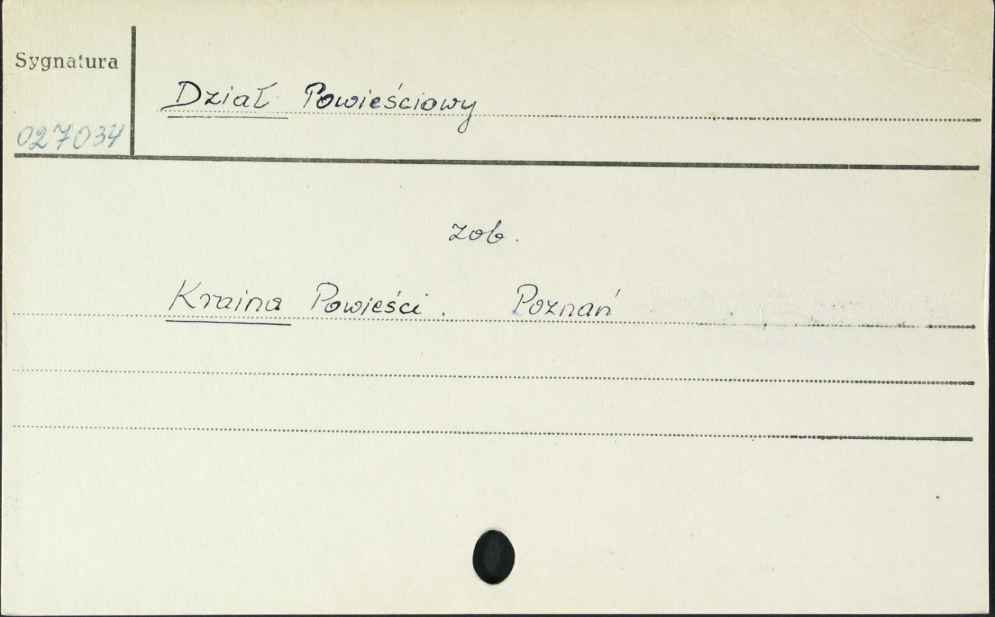 Sygnatura
Dział Powieściowy
027034
zob.
Kraina Powieści. Poznań